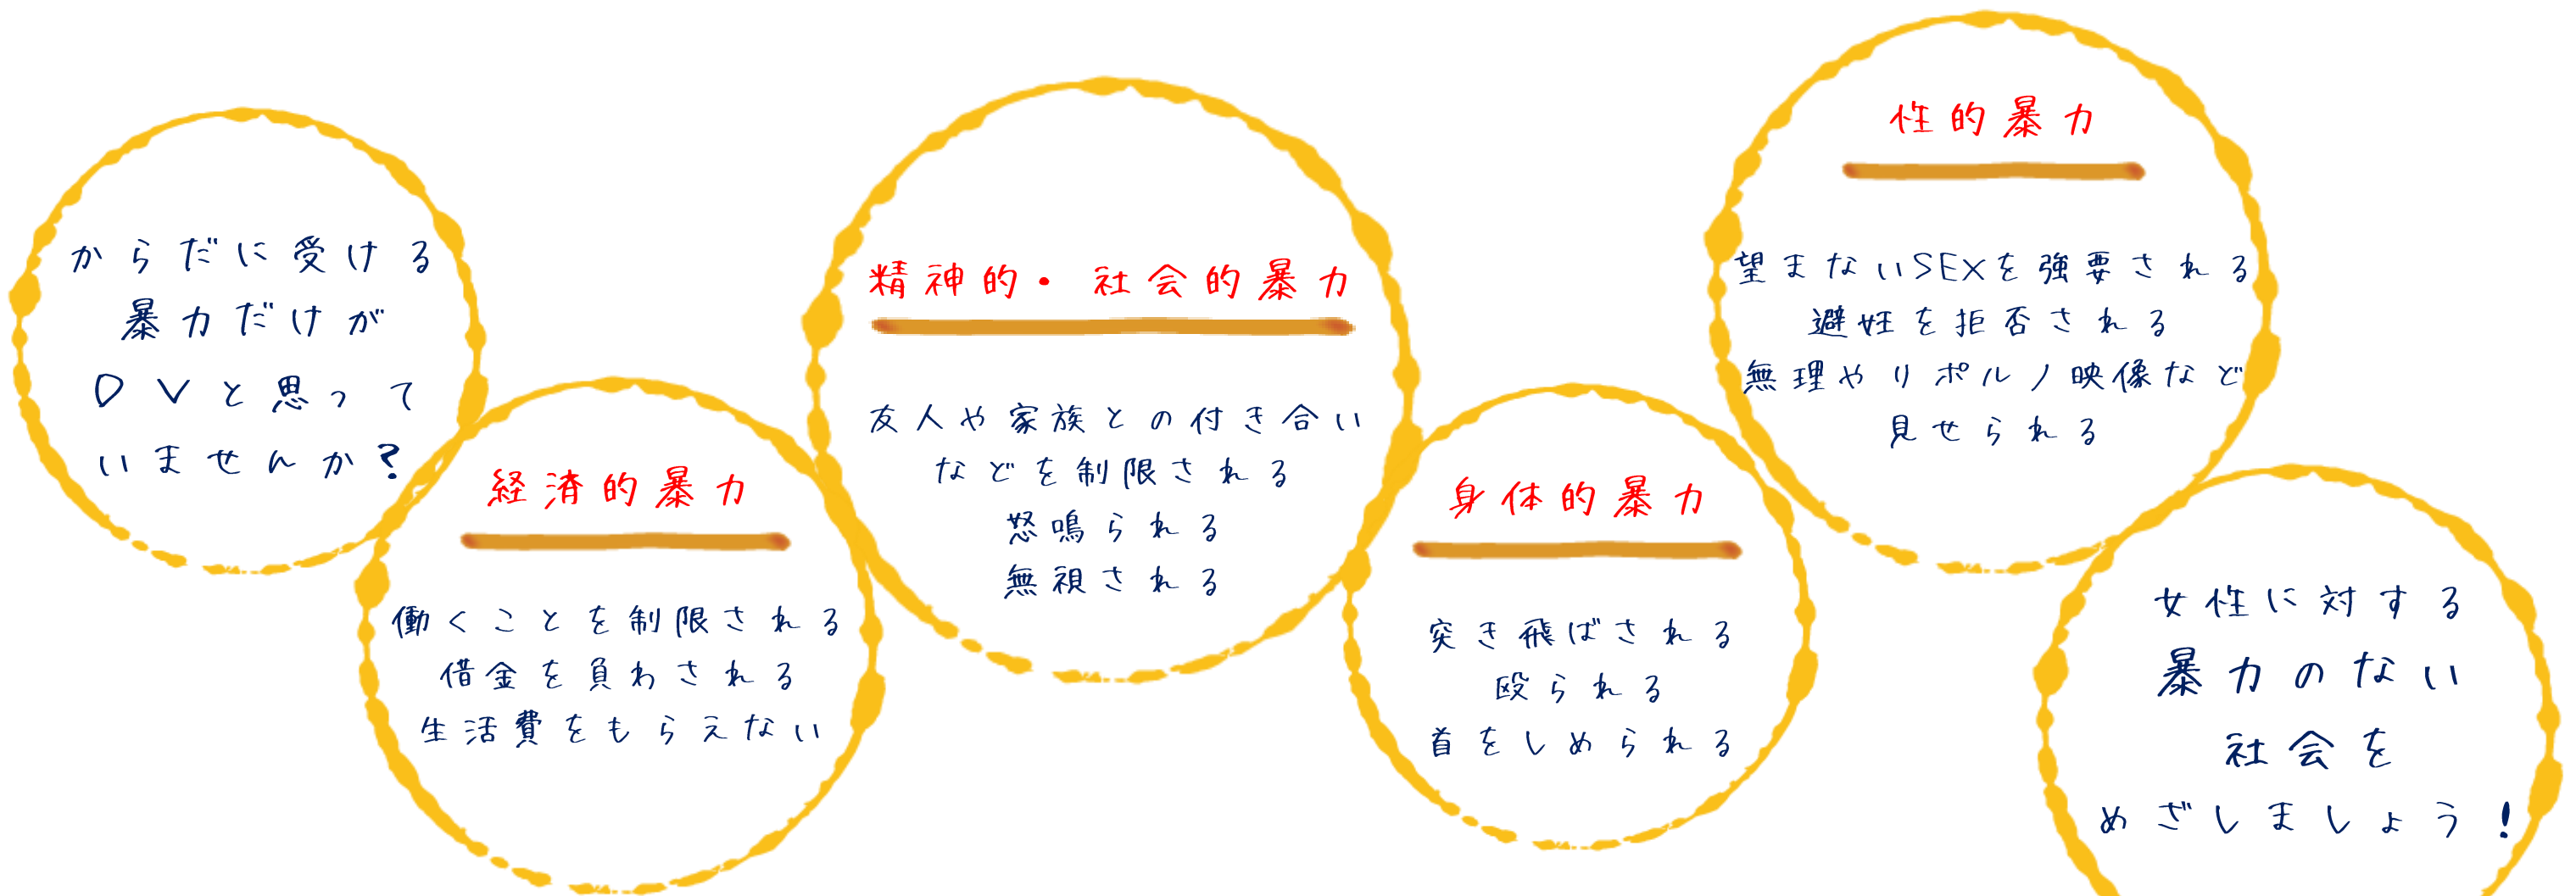 からだに受ける
暴力だけが
DVと思って
いませんか?
経済的暴力
働くことを制限される
借金を負わされる
生活費をもらえない
精神的・社会的暴力
友人や家族との付き合い
などを制限される
怒鳴られる
無視される
身体的暴力
突き飛ばされる
殴られる
首をしめられる
性的暴力
望まないSEXを強要される
避妊を拒否される
無理やりポルノ映像など
見せられる
女性に対する
暴力のない
社会を
めざしましょう!